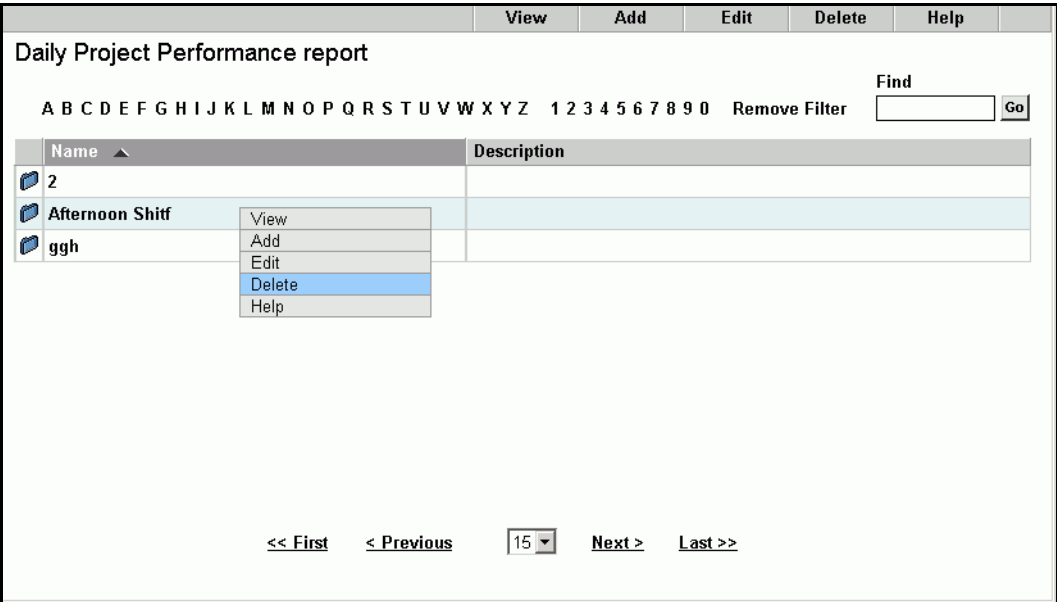 View Add Edit Delete Help
Daily Project Performance report
Find
A B C D E F G H I J K L M N O P Q R S T U V W X Y Z 1 2 3 4 5 6 7 8 9 0 Remove Filter Go
Name Description
2
Afternoon Shitf
ggh
View
Add
Edit
Delete
Help
<< First < Previous 15 Next > Last >>